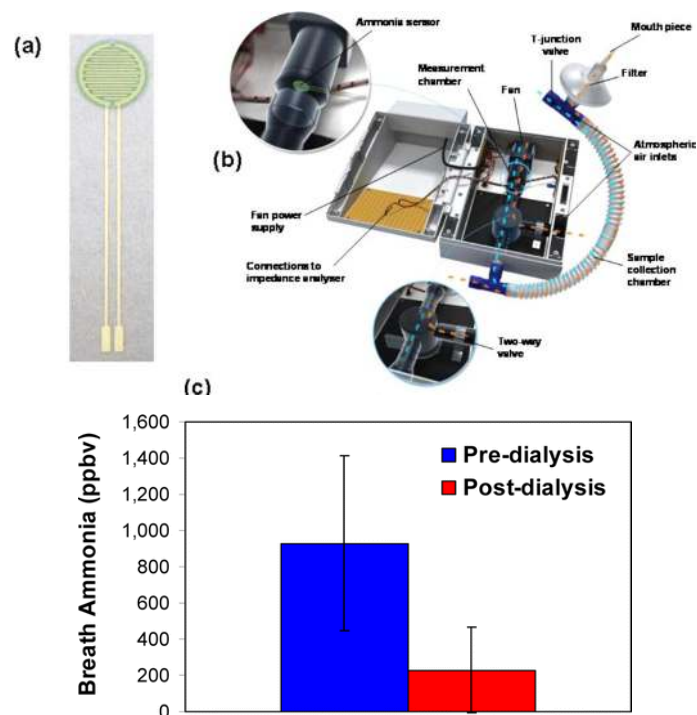 (a)
Ammonia sensor
Measurement
chamber
Fan
T-junction
valve
Mouth piece
Filter
(b)
Atmospheric
air inlets
Fan power
supply
Connections to
impedance analyser
Sample
collection
chamber
Two-way
valve
(c)
Breath Ammonia (ppbv)
1,600
1,400
1,200
1,000
800
600
400
200
0
Pre-dialysis
Post-dialysis